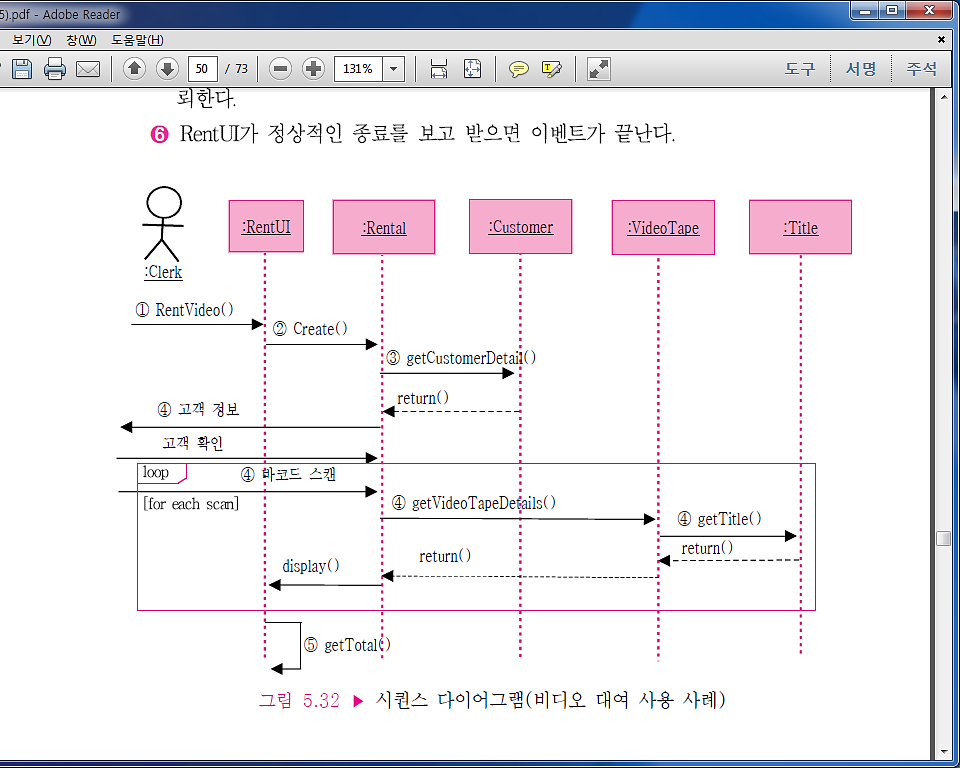 5).pdf - Adobe Reader
보기(V) 창(W) 도움말(H)
50 / 73 131% 도구 서명 주석
뢰한다.
❻ RentUI가 정상적인 종료를 보고 받으면 이벤트가 끝난다.
:RentUI :Rental :Customer :VideoTape :Title
:Clerk
① RentVideo()
② Create()
③ getCustomerDetail()
return()
④ 고객 정보
고객 확인
loop ④ 바코드 스캔
[for each scan] ④ getVideoTapeDetails()
④ getTitle()
return()
return()
display()
⑤ getTotal()
그림 5.32 ▶ 시퀀스 다이어그램(비디오 대여 사용 사례)